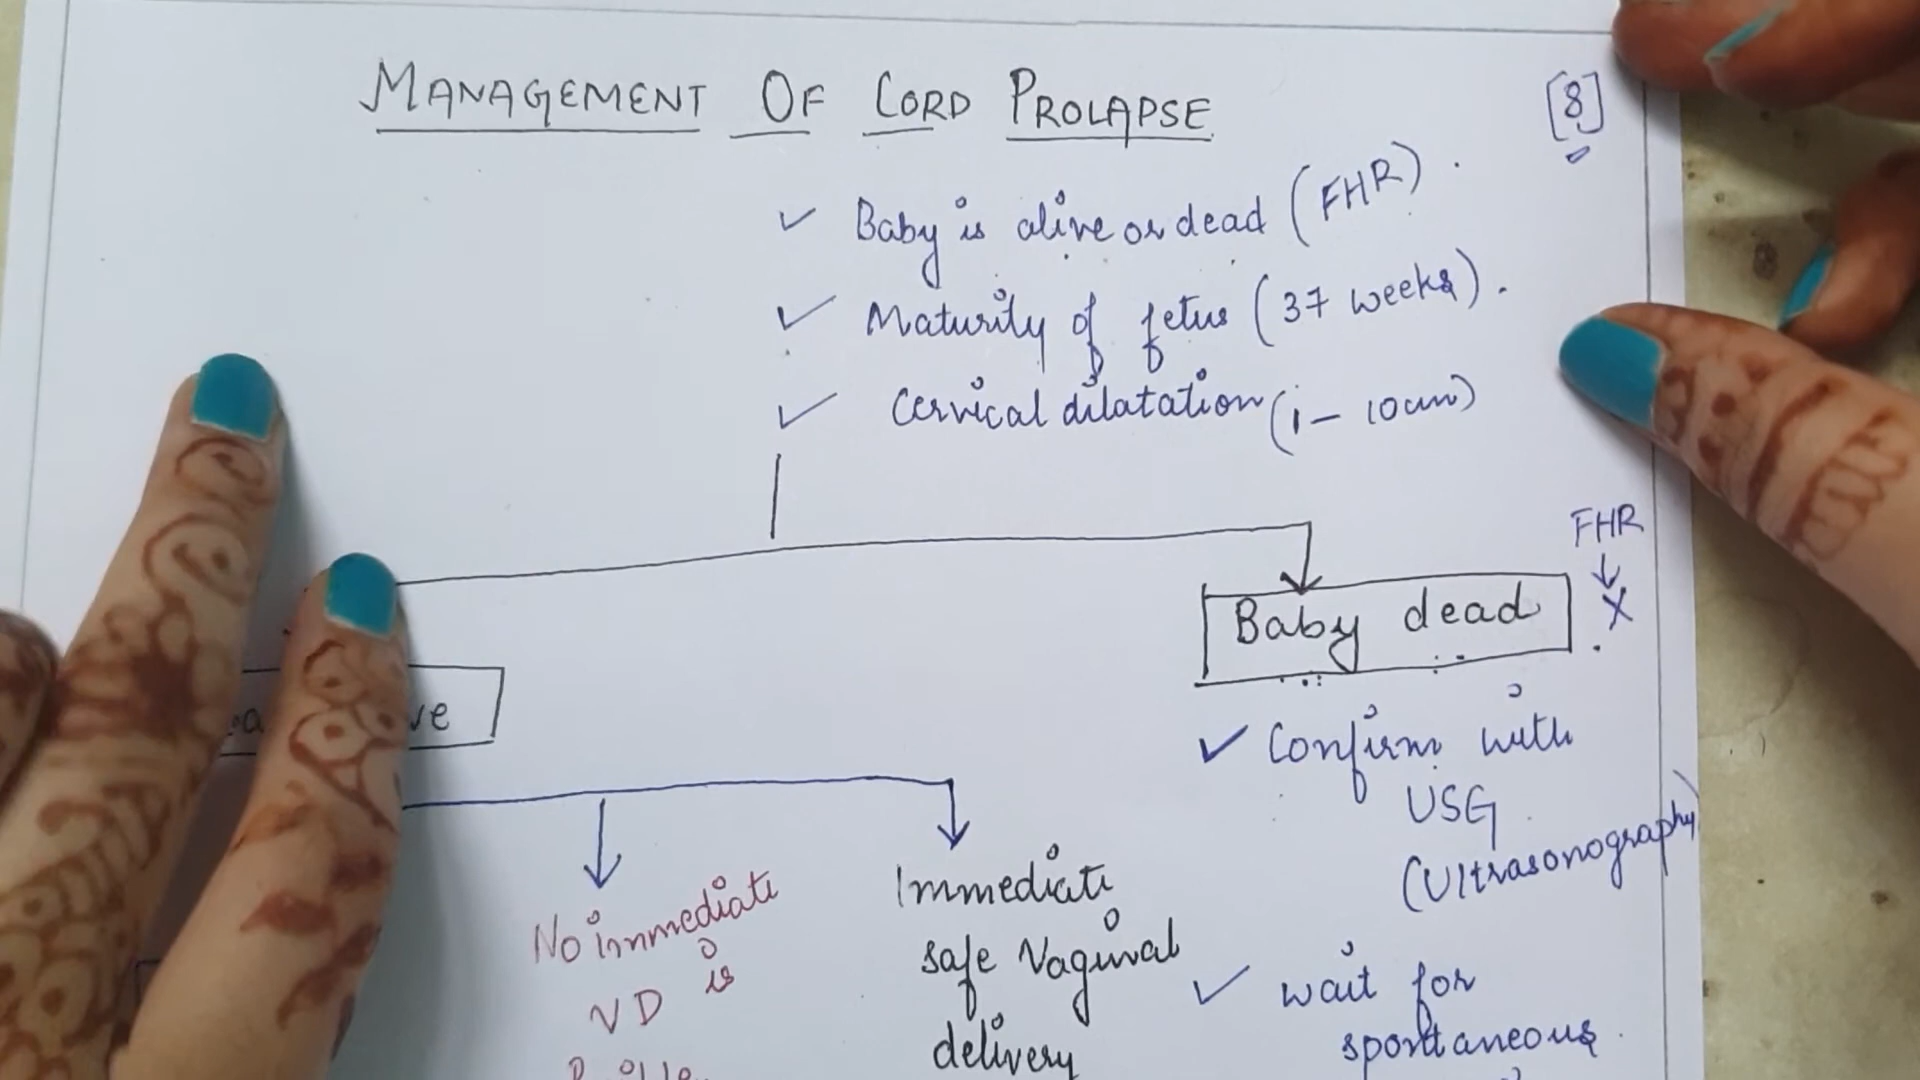 MANAGEMENT OF CORD PROLAPSE
[8]
✓ Baby is alive or dead (FHR).
✓ Maturity of fetus (37 weeks).
✓ Cervical dilatation (1 - 10cm)
FHR
↓
X
Baby dead
ve
✓ Confirm with
USG
(Ultrasonography)
✓ wait for
spontaneous
No immediate
VD is
Immediate
safe Vaginal
delivery